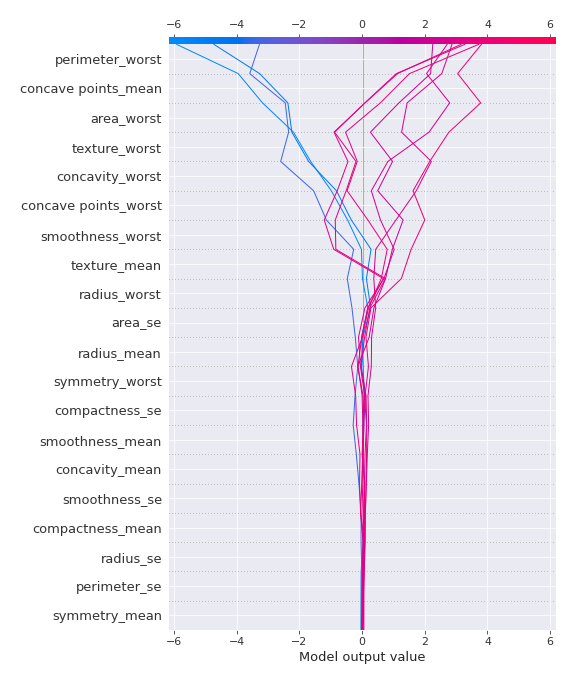 −6 −4 −2 0 2 4 6
perimeter_worst
concave points_mean
area_worst
texture_worst
concavity_worst
concave points_worst
smoothness_worst
texture_mean
radius_worst
area_se
radius_mean
symmetry_worst
compactness_se
smoothness_mean
concavity_mean
smoothness_se
compactness_mean
radius_se
perimeter_se
symmetry_mean
−6 −4 −2 0 2 4 6
Model output value